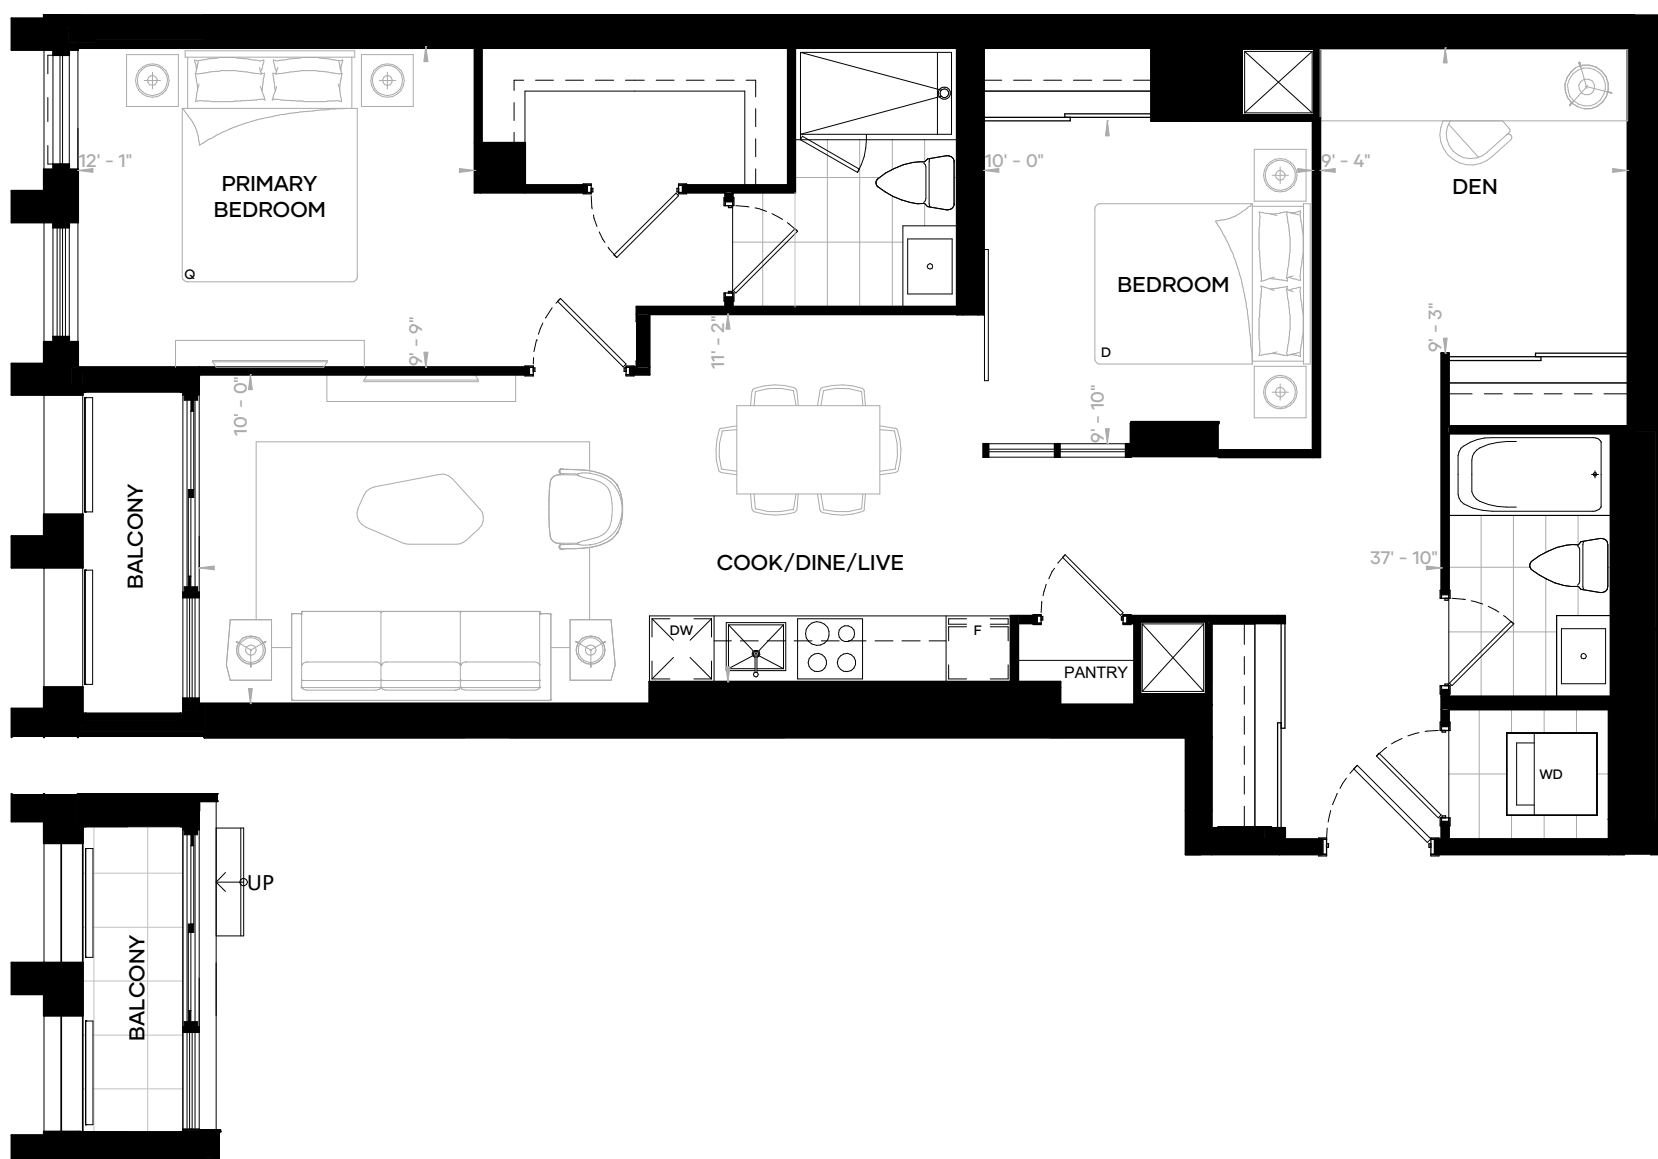 12' - 1"
PRIMARY
BEDROOM
Q
9' - 9"
10' - 0"
9' - 4"
DEN
BEDROOM
D
9' - 10"
9' - 3"
11' - 2"
10' - 0"
BALCONY
COOK/DINE/LIVE
37' - 10"
DW
F
PANTRY
WD
UP
BALCONY